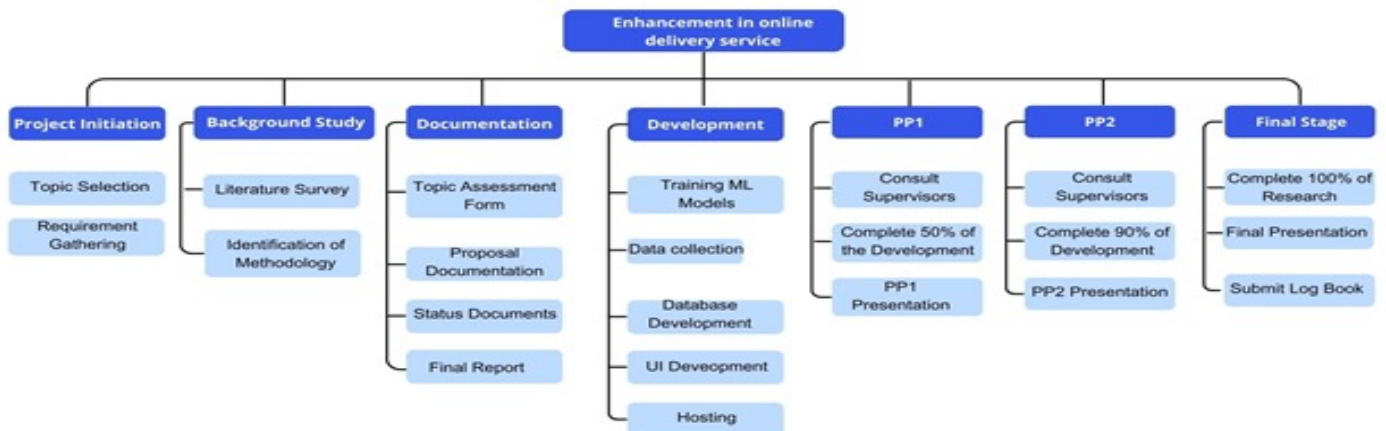 Enhancement in online
delivery service
Project Initiation
Topic Selection
Requirement
Gathering
Background Study
Literature Survey
Identification of
Methodology
Documentation
Topic Assessment
Form
Proposal
Documentation
Status Documents
Final Report
Development
Training ML
Models
Data collection
Database
Development
UI Deveopment
Hosting
PP1
Consult
Supervisors
Complete 50% of
the Development
PP1
Presentation
PP2
Consult
Supervisors
Complete 90% of
Development
PP2 Presentation
Final Stage
Complete 100% of
Research
Final Presentation
Submit Log Book